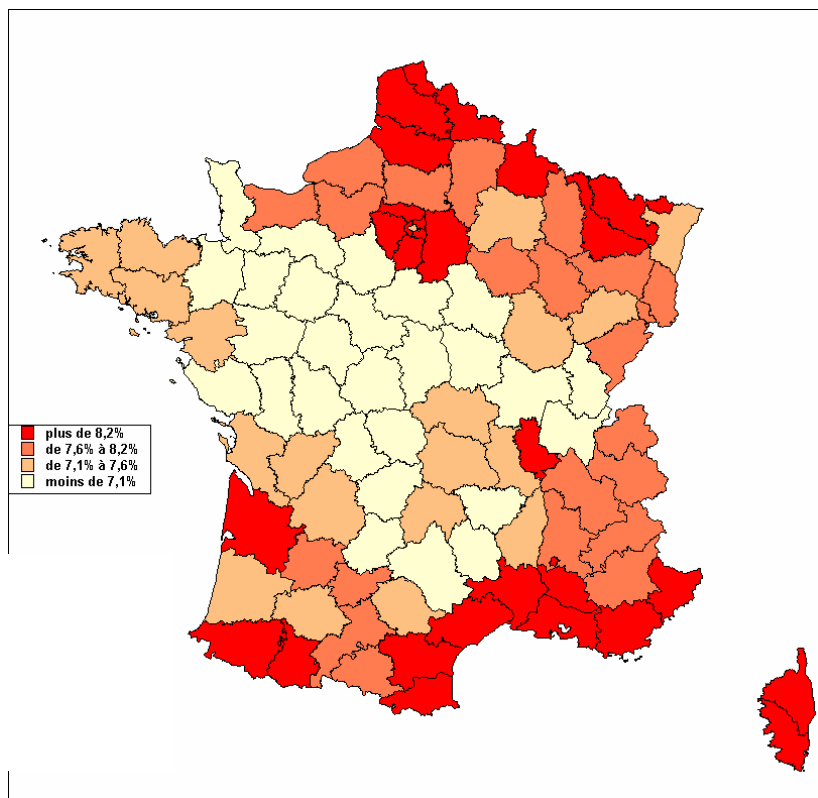 plus de 8,2%
de 7,6% à 8,2%
de 7,1% à 7,6%
moins de 7,1%